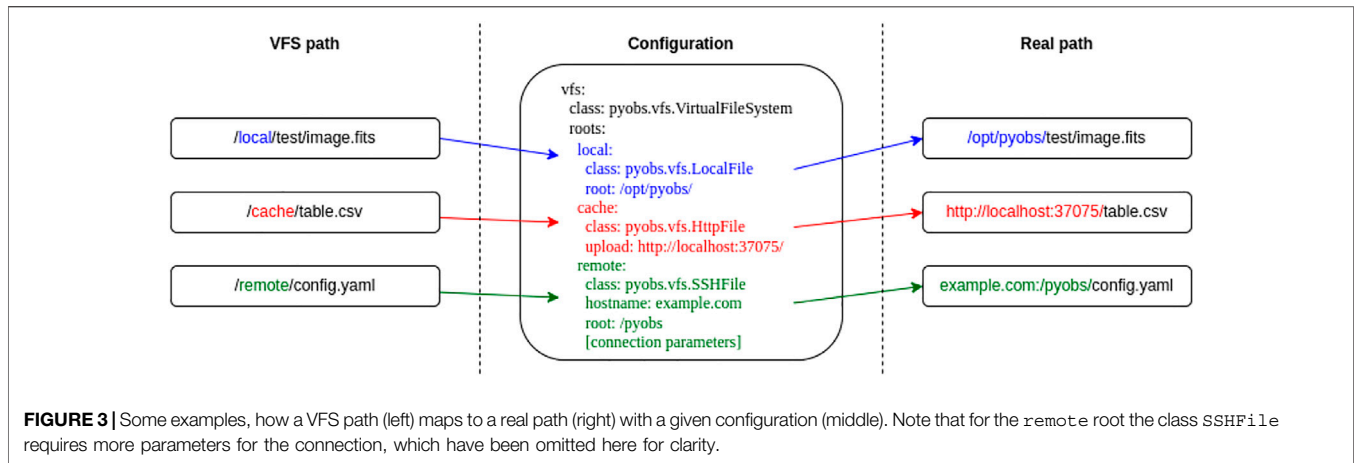 VFS path
Configuration
Real path
vfs:
class: pyobs.vfs.VirtualFileSystem
roots:
local:
class: pyobs.vfs.LocalFile
root: /opt/pyobs/
cache:
class: pyobs.vfs.HttpFile
upload: http://localhost:37075/
remote:
class: pyobs.vfs.SSHFile
hostname: example.com
root: /pyobs
[connection parameters]
/local/test/image.fits
/cache/table.csv
/remote/config.yaml
/opt/pyobs/test/image.fits
http://localhost:37075/table.csv
example.com:/pyobs/config.yaml
FIGURE 3 | Some examples, how a VFS path (left) maps to a real path (right) with a given configuration (middle). Note that for the remote root the class SSHFile
requires more parameters for the connection, which have been omitted here for clarity.